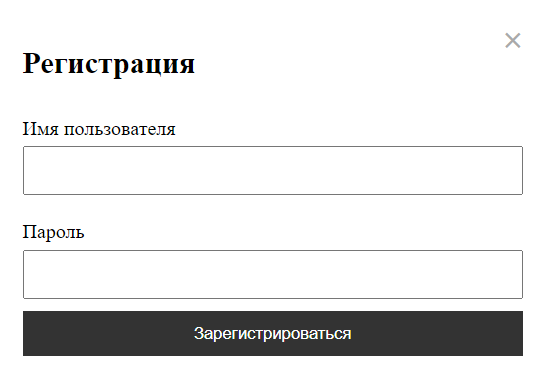 Регистрация
Имя пользователя
Пароль
Зарегистрироваться